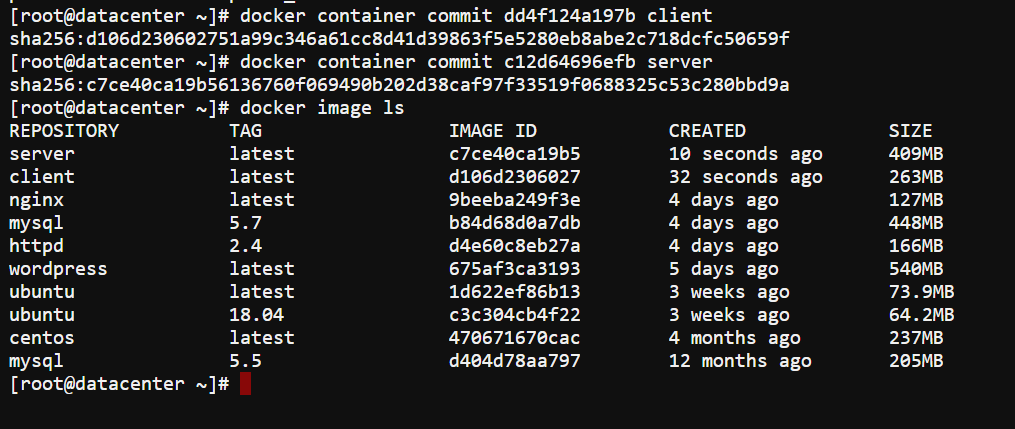 [root@datacenter ~]# docker container commit dd4f124a197b client
sha256:d106d230602751a99c346a61cc8d41d39863f5e5280eb8abe2c718dcfc50659f
[root@datacenter ~]# docker container commit c12d64696efb server
sha256:c7ce40ca19b56136760f069490b202d38caf97f33519f0688325c53c280bbd9a
[root@datacenter ~]# docker image ls
REPOSITORY TAG IMAGE ID CREATED SIZE
server latest c7ce40ca19b5 10 seconds ago 409MB
client latest d106d2306027 32 seconds ago 263MB
nginx latest 9beeba249f3e 4 days ago 127MB
mysql 5.7 b84d68d0a7db 4 days ago 448MB
httpd 2.4 d4e60c8eb27a 4 days ago 166MB
wordpress latest 675af3ca3193 5 days ago 540MB
ubuntu latest 1d622ef86b13 3 weeks ago 73.9MB
ubuntu 18.04 c3c304cb4f22 3 weeks ago 64.2MB
centos latest 470671670cac 4 months ago 237MB
mysql 5.5 d404d78aa797 12 months ago 205MB
[root@datacenter ~]#